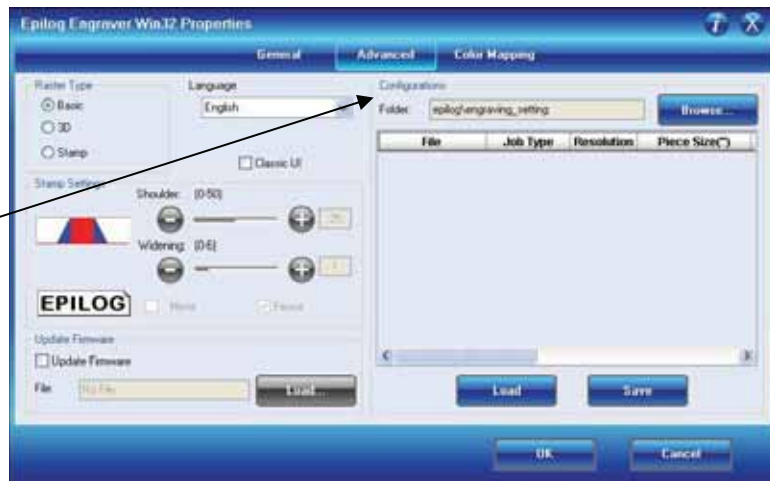 Epilog Engraver Win32 Properties
General Advanced Color Mapping
Raster Type
Basic
3D
Stamp
Language
English
Classic UI
Stamp Settings
Shoulder: (0-50)
Widening: (0-6)
EPILOG
Mirror
Fence
Update Firmware
Update Firmware
File: No File
Load...
Configurations
Folder: epilog\engraving_setting
Browse...
File Job Type Resolution Piece Size(")
Load Save
OK Cancel